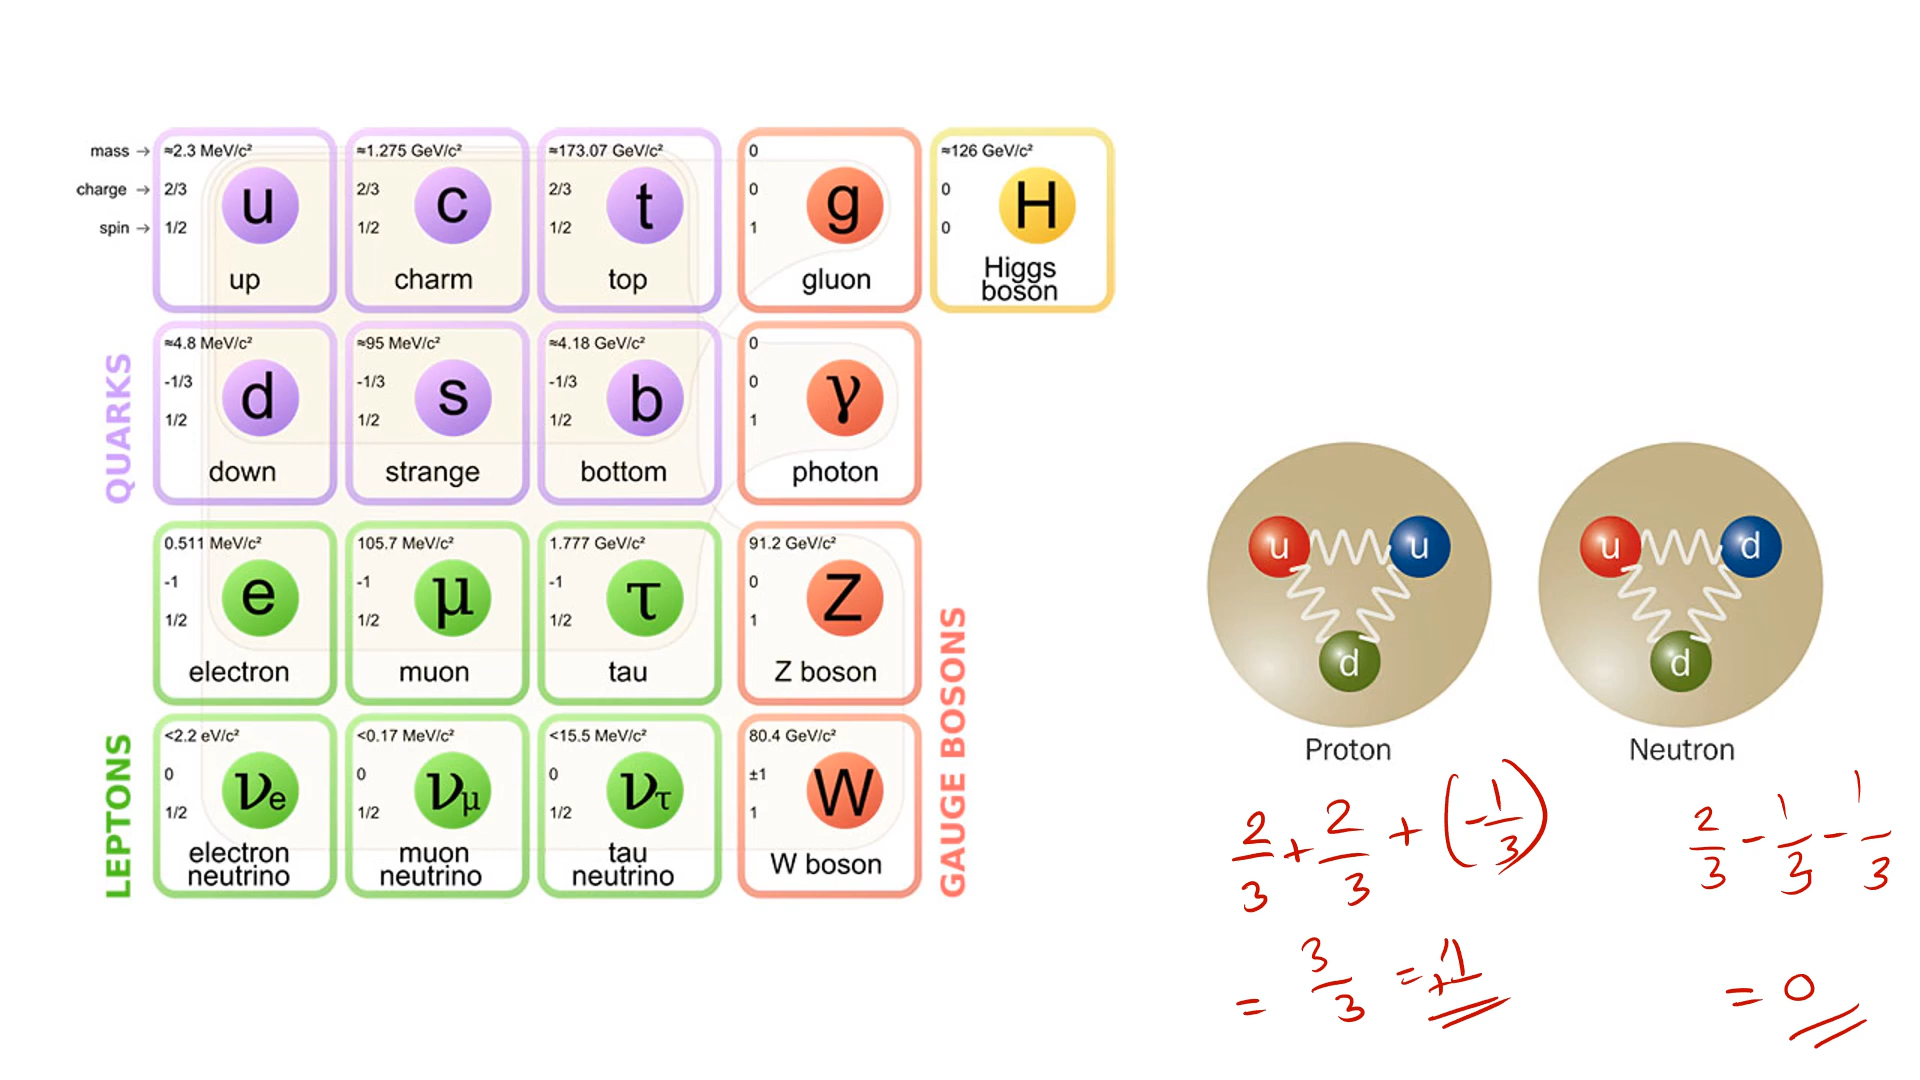 mass → ≈2.3 MeV/c² ≈1.275 GeV/c² ≈173.07 GeV/c² 0 ≈126 GeV/c²
charge → 2/3 2/3 2/3 0 0
spin → 1/2 1/2 1/2 1 0
u c t g H
up charm top gluon Higgs boson
QUARKS
≈4.8 MeV/c² ≈95 MeV/c² ≈4.18 GeV/c² 0
-1/3 -1/3 -1/3 0
1/2 1/2 1/2 1
d s b γ
down strange bottom photon
0.511 MeV/c² 105.7 MeV/c² 1.777 GeV/c² 91.2 GeV/c²
-1 -1 -1 0
1/2 1/2 1/2 1
e μ τ Z
electron muon tau Z boson
LEPTONS
<2.2 eV/c² <0.17 MeV/c² <15.5 MeV/c² 80.4 GeV/c²
0 0 0 ±1
1/2 1/2 1/2 1
νe νμ ντ W
electron neutrino muon neutrino tau neutrino W boson
GAUGE BOSONS
u u d
Proton
2/3 + 2/3 + (-1/3)
= 3/3 = +1
u d d
Neutron
2/3 - 1/3 - 1/3
= 0